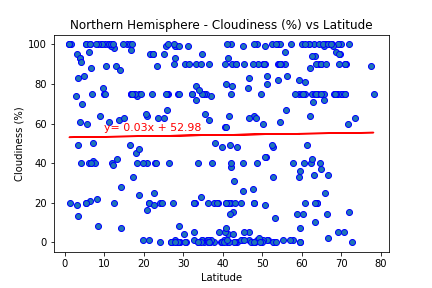 Northern Hemisphere - Cloudiness (%) vs Latitude
100
80
60
40
20
0
Cloudiness (%)
y= 0.03x + 52.98
0 10 20 30 40 50 60 70 80
Latitude